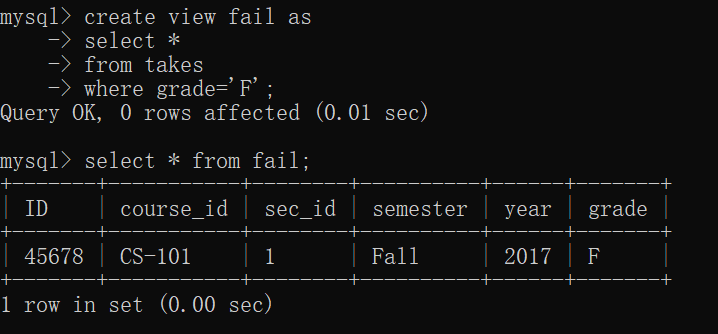 mysql> create view fail as
    -> select *
    -> from takes
    -> where grade='F';
Query OK, 0 rows affected (0.01 sec)
mysql> select * from fail;
+-------+-----------+--------+----------+------+-------+
| ID    | course_id | sec_id | semester | year | grade |
+-------+-----------+--------+----------+------+-------+
| 45678 | CS-101    | 1      | Fall     | 2017 | F     |
+-------+-----------+--------+----------+------+-------+
1 row in set (0.00 sec)